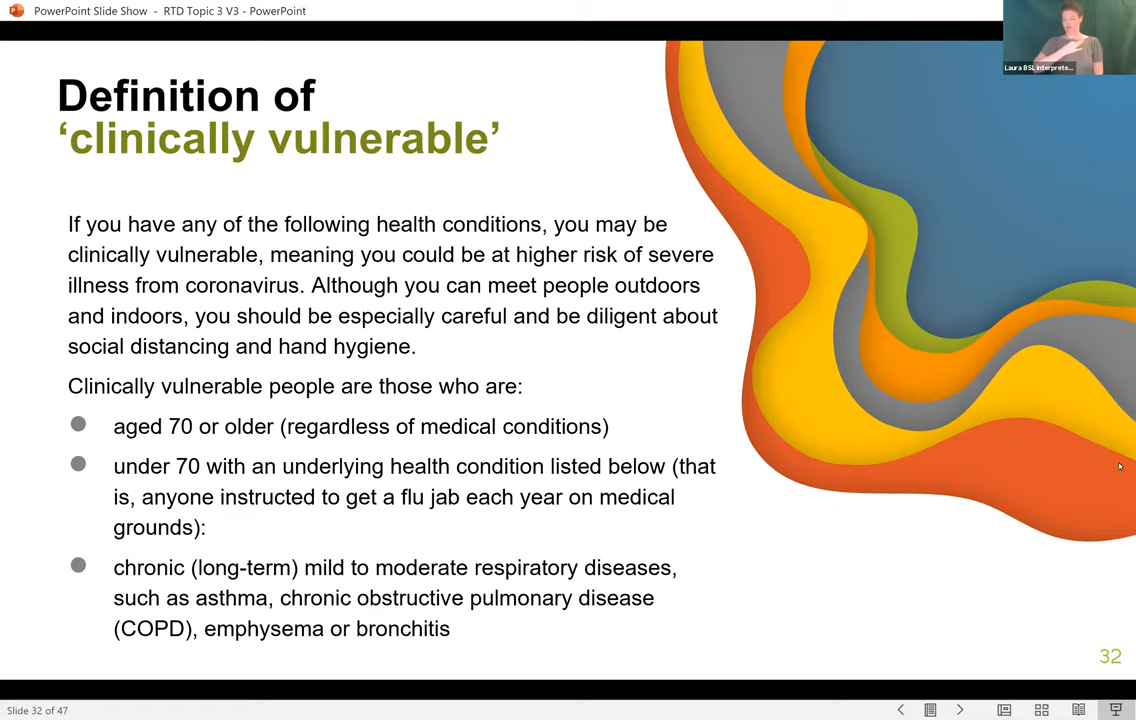 PowerPoint Slide Show - RTD Topic 3 V3 - PowerPoint
Laura BSL Interprete...
Definition of
‘clinically vulnerable’
If you have any of the following health conditions, you may be
clinically vulnerable, meaning you could be at higher risk of severe
illness from coronavirus. Although you can meet people outdoors
and indoors, you should be especially careful and be diligent about
social distancing and hand hygiene.
Clinically vulnerable people are those who are:
aged 70 or older (regardless of medical conditions)
under 70 with an underlying health condition listed below (that
is, anyone instructed to get a flu jab each year on medical
grounds):
chronic (long-term) mild to moderate respiratory diseases,
such as asthma, chronic obstructive pulmonary disease
(COPD), emphysema or bronchitis
32
Slide 32 of 47